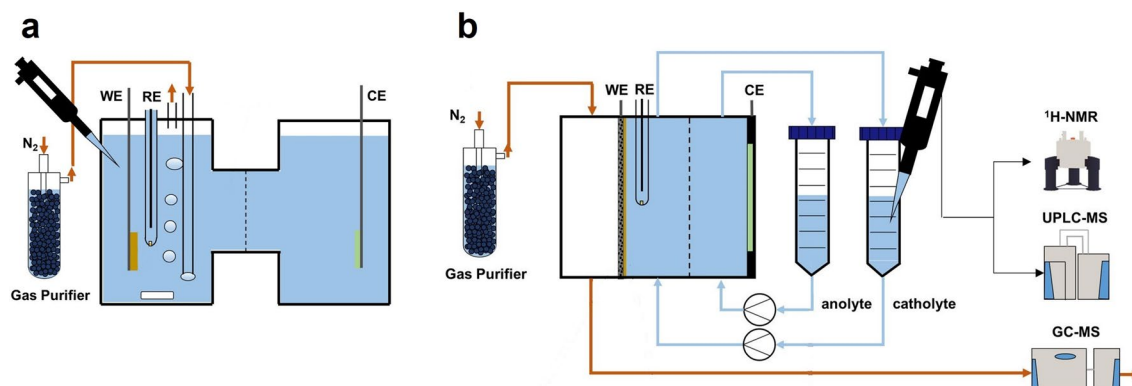 a
WE
RE
CE
N₂
Gas Purifier
b
WE
RE
CE
N₂
Gas Purifier
anolyte
catholyte
¹H-NMR
UPLC-MS
GC-MS